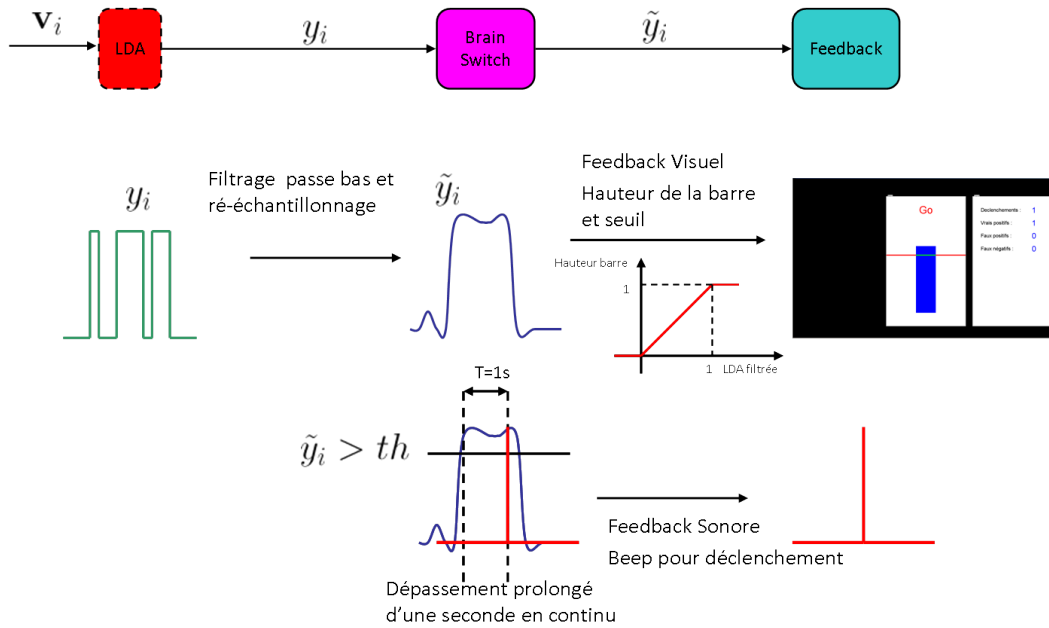 v_i
LDA
y_i
Brain
Switch
ỹ_i
Feedback
y_i
Filtrage passe bas et
ré-échantillonnage
ỹ_i
Feedback Visuel
Hauteur de la barre
et seuil
Hauteur barre
1
1
LDA filtrée
Go
Declenchements : 1
Vrais positifs : 1
Faux positifs : 0
Faux négatifs : 0
T=1s
ỹ_i > th
Feedback Sonore
Beep pour déclenchement
Dépassement prolongé
d'une seconde en continu